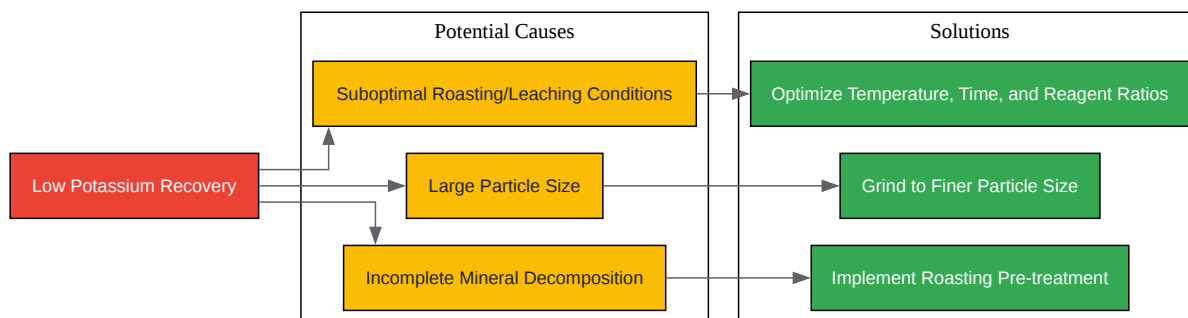 Potential Causes
Solutions
Suboptimal Roasting/Leaching Conditions
Optimize Temperature, Time, and Reagent Ratios
Low Potassium Recovery
Large Particle Size
Grind to Finer Particle Size
Incomplete Mineral Decomposition
Implement Roasting Pre-treatment